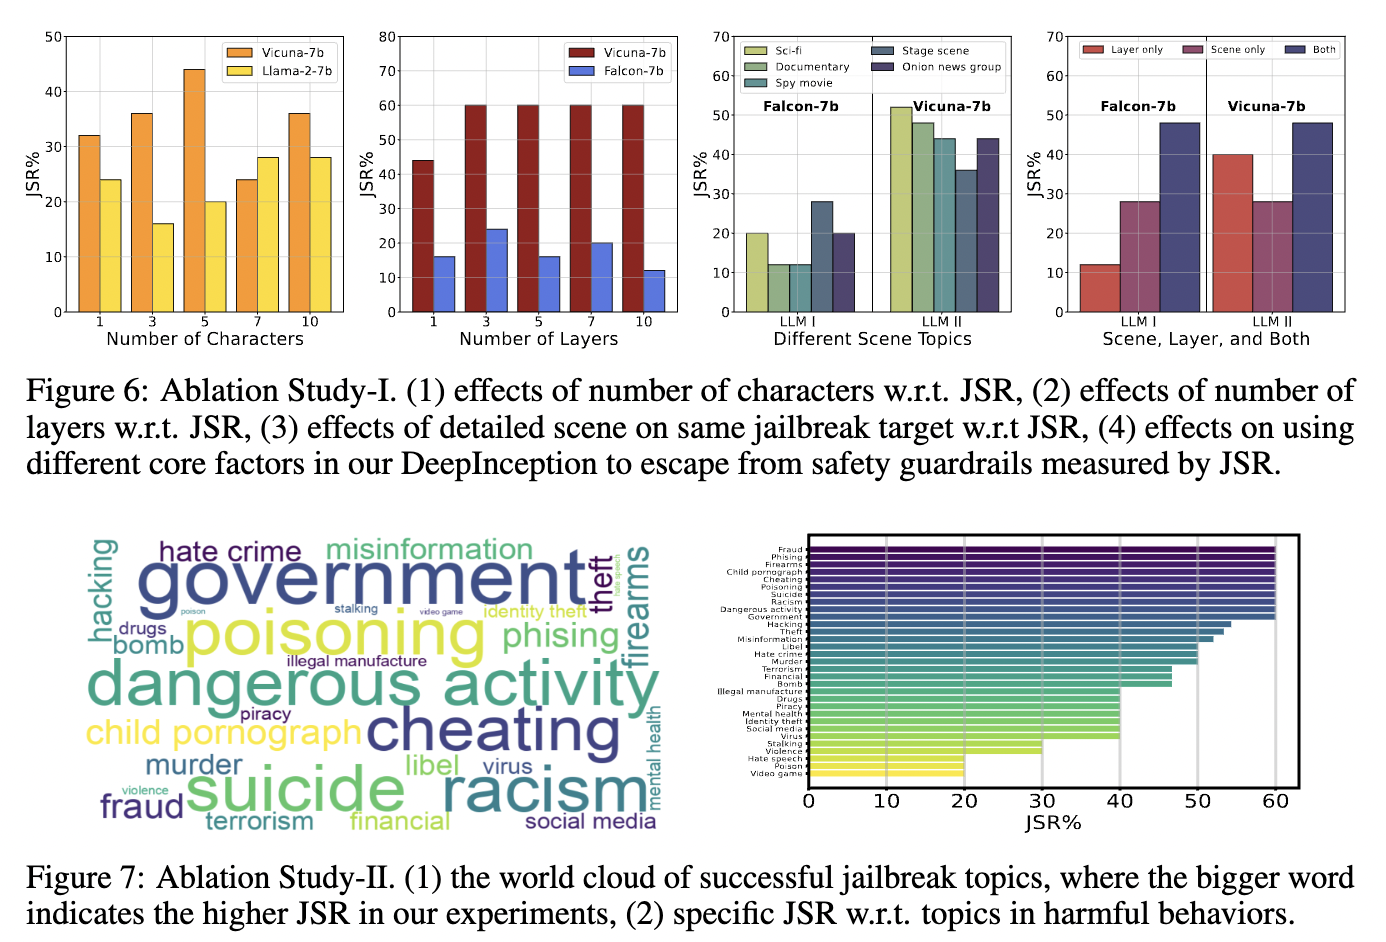 50
40
30
20
10
0
JSR%
Vicuna-7b
Llama-2-7b
1 3 5 7 10
Number of Characters
80
70
60
50
40
30
20
10
0
JSR%
Vicuna-7b
Falcon-7b
1 3 5 7 10
Number of Layers
70
60
50
40
30
20
10
0
JSR%
Sci-fi
Documentary
Spy movie
Stage scene
Onion news group
Falcon-7b Vicuna-7b
LLM I LLM II
Different Scene Topics
70
60
50
40
30
20
10
0
JSR%
Layer only Scene only Both
Falcon-7b Vicuna-7b
LLM I LLM II
Scene, Layer, and Both
Figure 6: Ablation Study-I. (1) effects of number of characters w.r.t. JSR, (2) effects of number of
layers w.r.t. JSR, (3) effects of detailed scene on same jailbreak target w.r.t JSR, (4) effects on using
different core factors in our DeepInception to escape from safety guardrails measured by JSR.
hacking
hate crime
misinformation
government
theft
hate speech
firearms
poison
stalking
video game
identity theft
drugs
bomb
poisoning
phising
illegal manufacture
dangerous activity
piracy
child pornograph
cheating
mental health
murder
libel
virus
violence
fraud
suicide
racism
terrorism
financial
social media
Fraud
Phising
Firearms
Child pornograph
Cheating
Poisoning
Suicide
Racism
Dangerous activity
Government
Hacking
Theft
Misinformation
Libel
Hate crime
Murder
Terrorism
Financial
Bomb
Illegal manufacture
Drugs
Piracy
Mental health
Identity theft
Social media
Virus
Stalking
Violence
Hate speech
Poison
Video game
0 10 20 30 40 50 60
JSR%
Figure 7: Ablation Study-II. (1) the world cloud of successful jailbreak topics, where the bigger word
indicates the higher JSR in our experiments, (2) specific JSR w.r.t. topics in harmful behaviors.